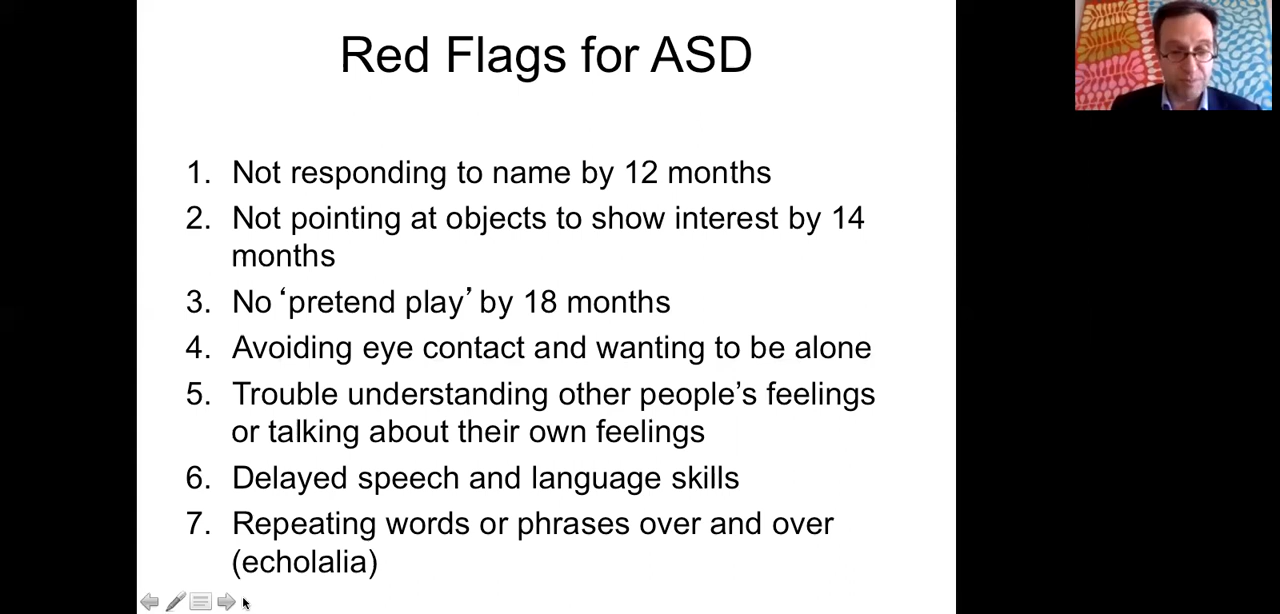 Red Flags for ASD
1. Not responding to name by 12 months
2. Not pointing at objects to show interest by 14
months
3. No ‘pretend play’ by 18 months
4. Avoiding eye contact and wanting to be alone
5. Trouble understanding other people’s feelings
or talking about their own feelings
6. Delayed speech and language skills
7. Repeating words or phrases over and over
(echolalia)